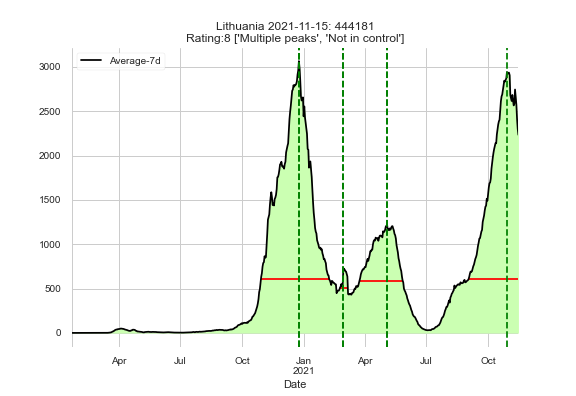 Lithuania 2021-11-15: 444181
Rating:8 ['Multiple peaks', 'Not in control']
Average-7d
3000
2500
2000
1500
1000
500
0
Apr Jul Oct Jan Apr Jul Oct
2021
Date